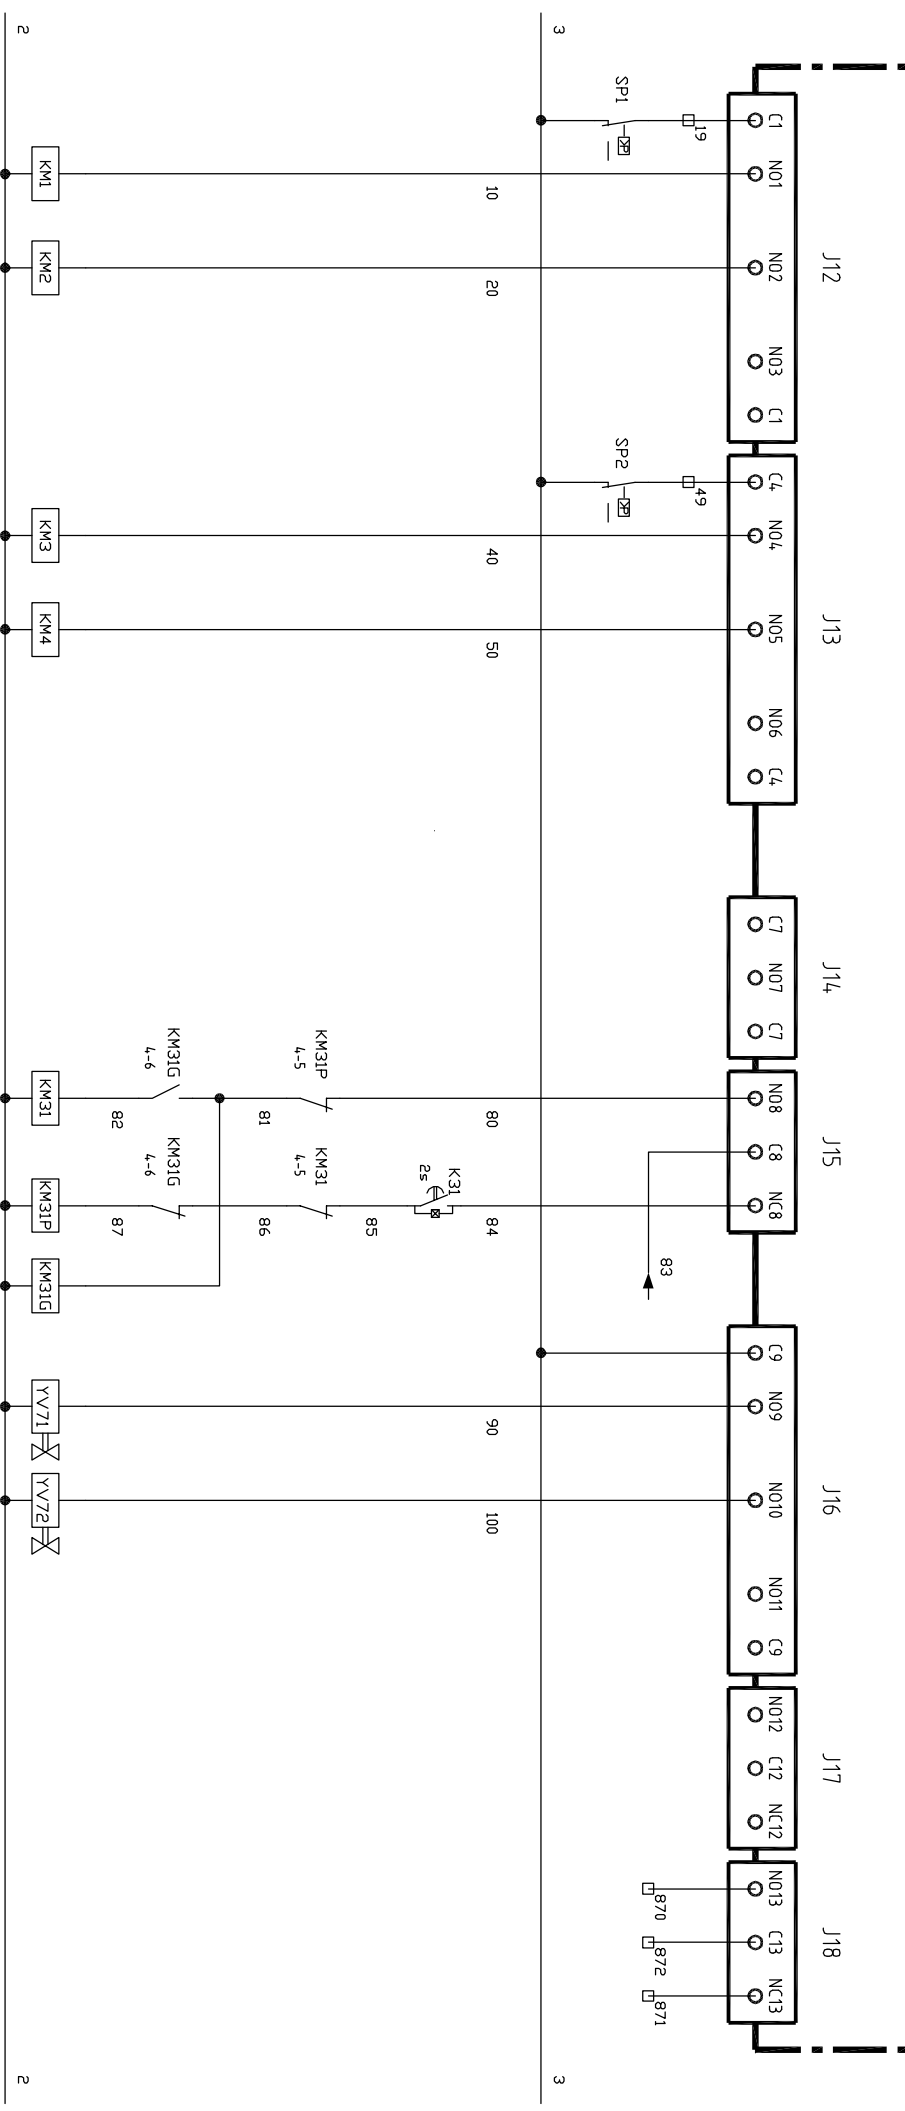 J12
J13
J14
J15
J16
J17
J18
C1
NO1
NO2
NO3
C1
C4
NO4
NO5
NO6
C4
C7
NO7
C7
NO8
C8
NC8
C9
NO9
NO10
NO11
C9
NO12
C12
NC12
NO13
C13
NC13
19
49
83
870
872
871
SP1
KP
SP2
KP
3
3
10
20
40
50
80
84
90
100
K31
2s
85
KM31P
4-5
KM31
4-5
81
86
KM31G
4-6
KM31G
4-6
82
87
KM1
KM2
KM3
KM4
KM31
KM31P
KM31G
YV71
YV72
2
2